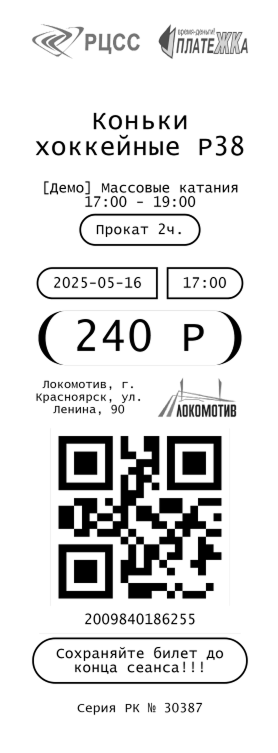 РЦСС
время-деньги!
ПЛАТЕЖКА
Коньки
хоккейные Р38
[Демо] Массовые катания
17:00 - 19:00
Прокат 2ч.
2025-05-16
17:00
240 Р
Локомотив, г.
Красноярск, ул.
Ленина, 90
ЛОКОМОТИВ
2009840186255
Сохраняйте билет до
конца сеанса!!!
Серия РК № 30387